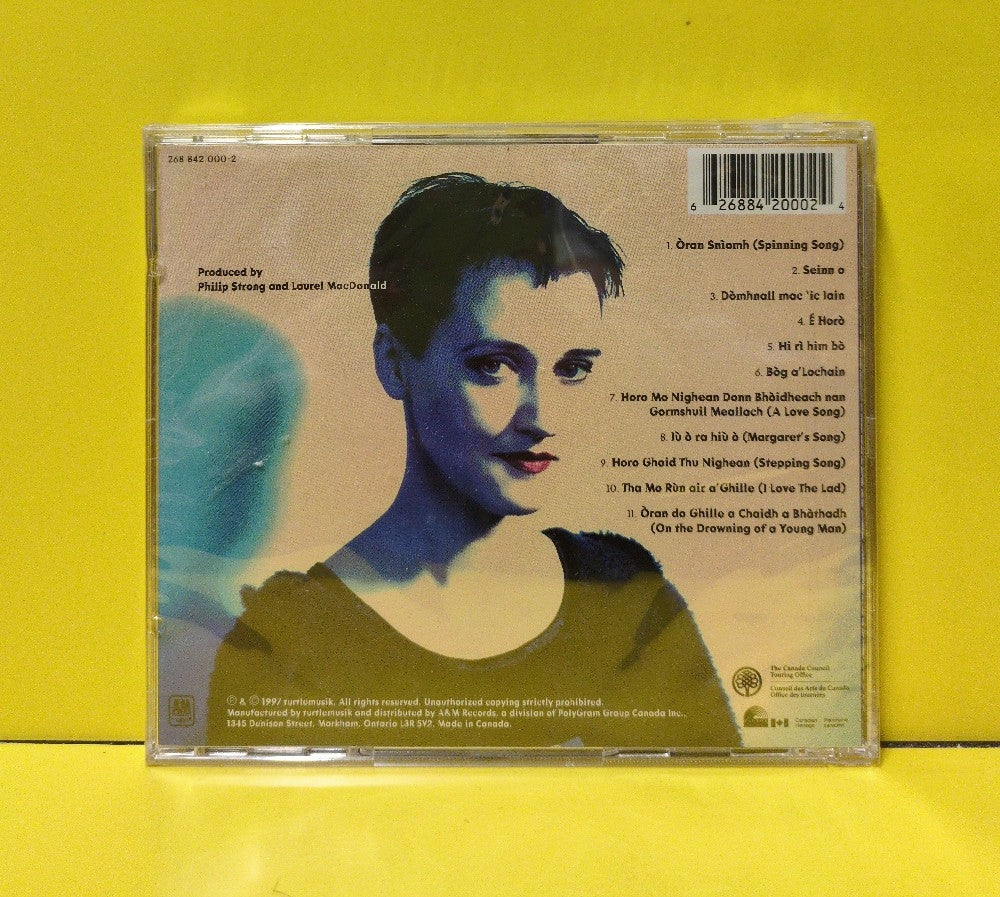 268 842 000-2
6 26884 20002 4
Produced by
Philip Strong and Laurel MacDonald
1. Òran Snìomh (Spinning Song)
2. Seinn o
3. Dòmhnall mac 'ic Iain
4. É Horò
5. Hi rì him bò
6. Bòg a'Lochain
7. Horo Mo Nighean Donn Bhòidheach nan
Gormshuil Meallach (A Love Song)
8. Iù ò ra hiù ò (Margaret's Song)
9. Horo Ghoid Thu Nighean (Stepping Song)
10. Tha Mo Rùn air a'Ghille (I Love The Lad)
11. Òran do Ghille a Chaidh a Bhàthadh
(On the Drowning of a Young Man)
The Canada Council
Touring Office
Conseil des Arts du Canada
Office des tournées
Canadian Patrimoine
Heritage canadien
A&M
℗ & © 1997 turtlemusik. All rights reserved. Unauthorized copying strictly prohibited.
Manufactured by turtlemusik and distributed by A&M Records, a division of PolyGram Group Canada Inc.,
1345 Denison Street, Markham, Ontario L3R 5V2. Made in Canada.